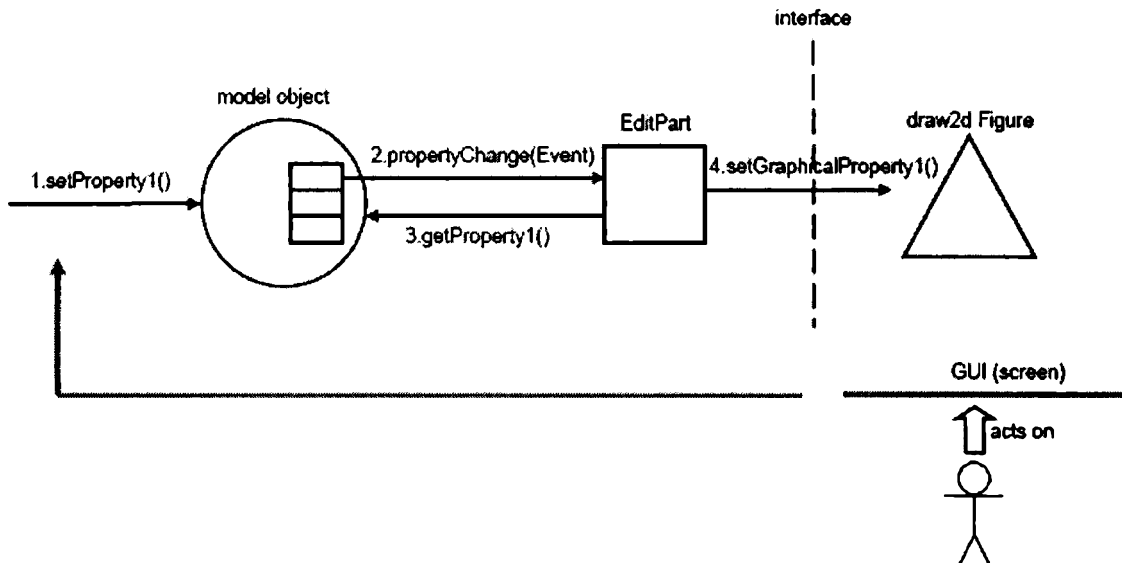 interface
model object
EditPart
draw2d Figure
2.propertyChange(Event)
1.setProperty1()
4.setGraphicalProperty1()
3.getProperty1()
GUI (screen)
acts on